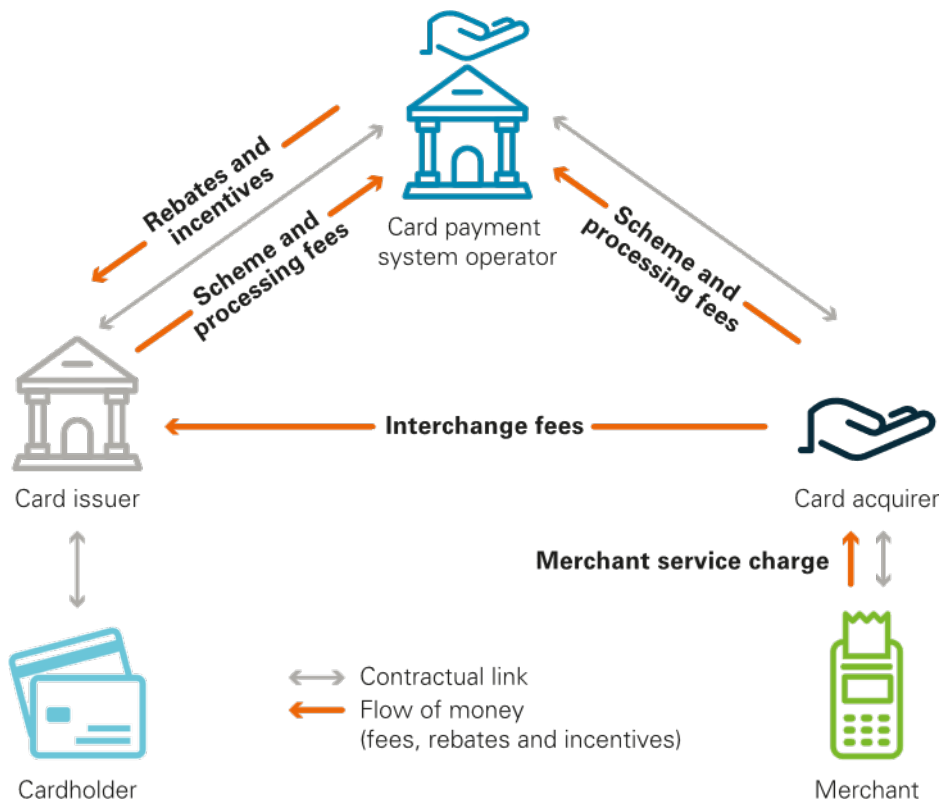 Card payment
system operator
Rebates and
incentives
Scheme and
processing fees
Scheme and
processing fees
Interchange fees
Card issuer
Card acquirer
Merchant service charge
Contractual link
Flow of money
(fees, rebates and incentives)
Cardholder
Merchant